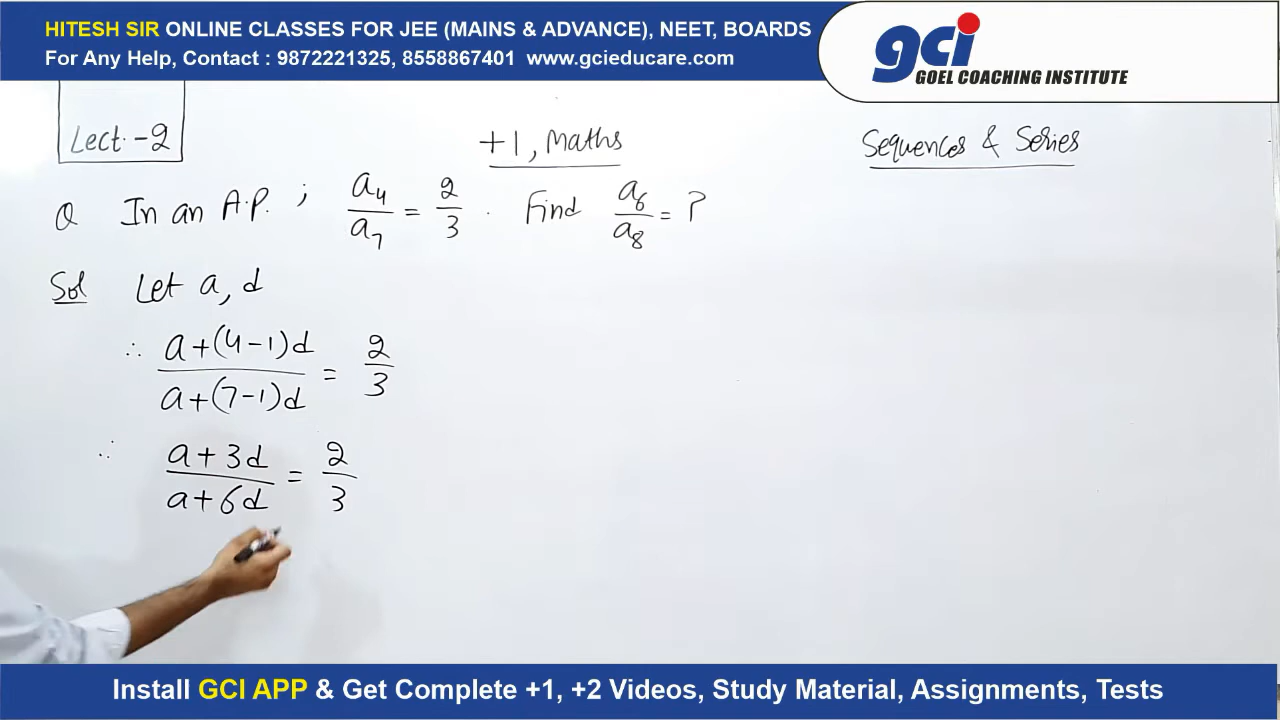 HITESH SIR ONLINE CLASSES FOR JEE (MAINS & ADVANCE), NEET, BOARDS
For Any Help, Contact : 9872221325, 8558867401 www.gcieducare.com
gci
GOEL COACHING INSTITUTE
Lect.-2
+1, Maths
Sequences & Series
Q In an A.P. ; a₄/a₇ = 2/3 . Find a₆/a₈ = ?
Sol Let a, d
∴ a+(4-1)d / a+(7-1)d = 2/3
∴ a+3d / a+6d = 2/3
Install GCI APP & Get Complete +1, +2 Videos, Study Material, Assignments, Tests